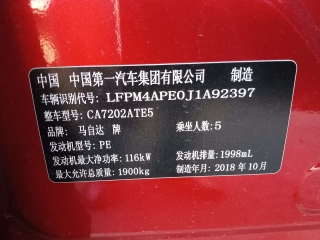 中国 中国第一汽车集团有限公司 制造
车辆识别代号: LFPM4APE0J1A92397
整车型号: CA7202ATE5
品牌: 马自达 牌 乘坐人数: 5
发动机型号: PE
发动机最大净功率: 116kW 发动机排量: 1998mL
最大允许总质量: 1900kg 制造年月: 2018 年 10 月